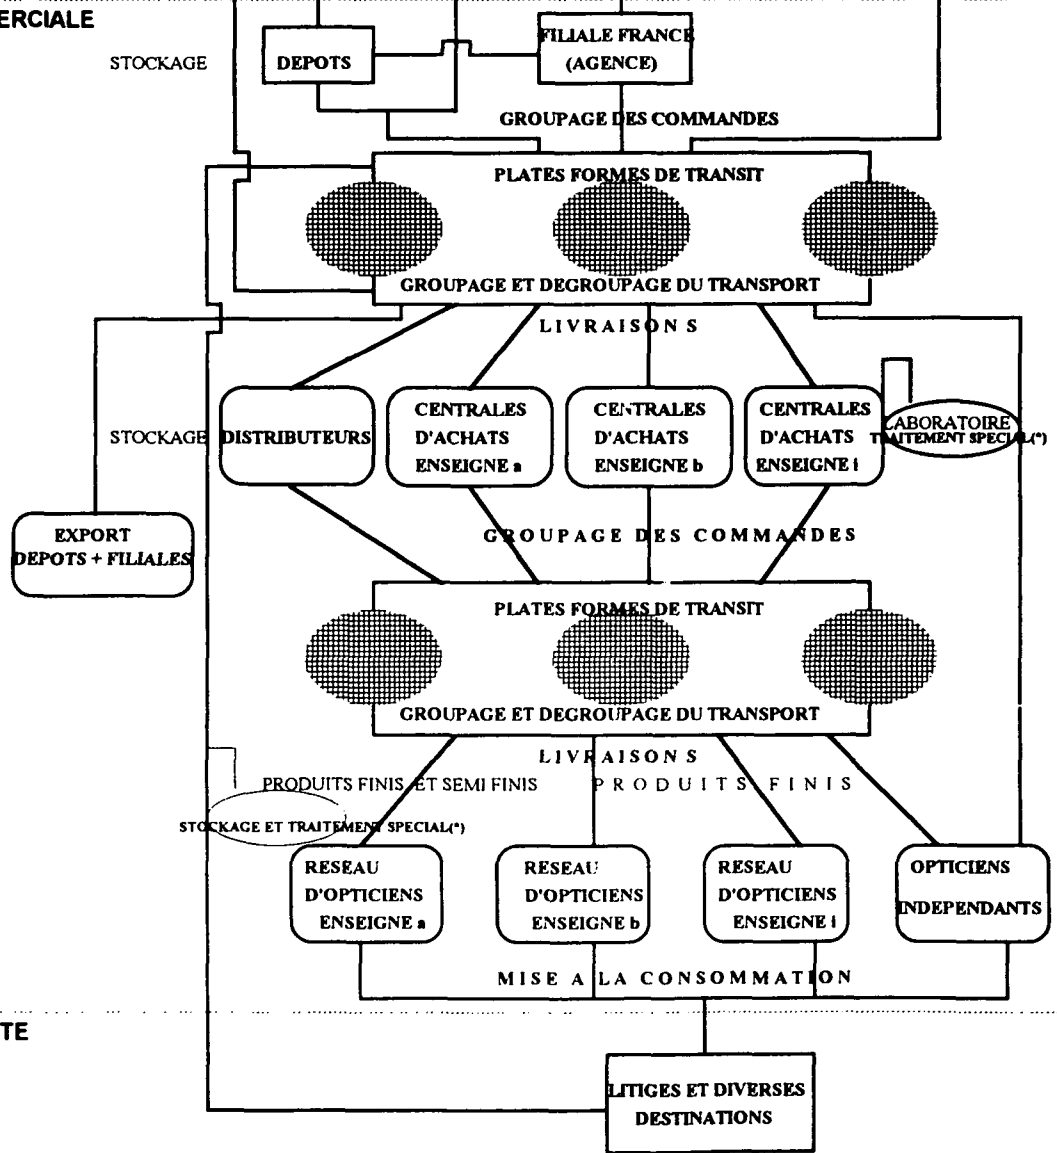 ERCIALE
STOCKAGE
DEPOTS
FILIALE FRANCE
(AGENCE)
GROUPAGE DES COMMANDES
PLATES FORMES DE TRANSIT
GROUPAGE ET DEGROUPAGE DU TRANSPORT
LIVRAISONS
STOCKAGE
DISTRIBUTEURS
CENTRALES
D'ACHATS
ENSEIGNE a
CENTRALES
D'ACHATS
ENSEIGNE b
CENTRALES
D'ACHATS
ENSEIGNE i
LABORATOIRE
TRAITEMENT SPECIAL(*)
EXPORT
DEPOTS + FILIALES
GROUPAGE DES COMMANDES
PLATES FORMES DE TRANSIT
GROUPAGE ET DEGROUPAGE DU TRANSPORT
LIVRAISONS
PRODUITS FINIS ET SEMI FINIS
PRODUITS FINIS
STOCKAGE ET TRAITEMENT SPECIAL(*)
RESEAU
D'OPTICIENS
ENSEIGNE a
RESEAU
D'OPTICIENS
ENSEIGNE b
RESEAU
D'OPTICIENS
ENSEIGNE i
OPTICIENS
INDEPENDANTS
MISE A LA CONSOMMATION
TE
LITIGES ET DIVERSES
DESTINATIONS